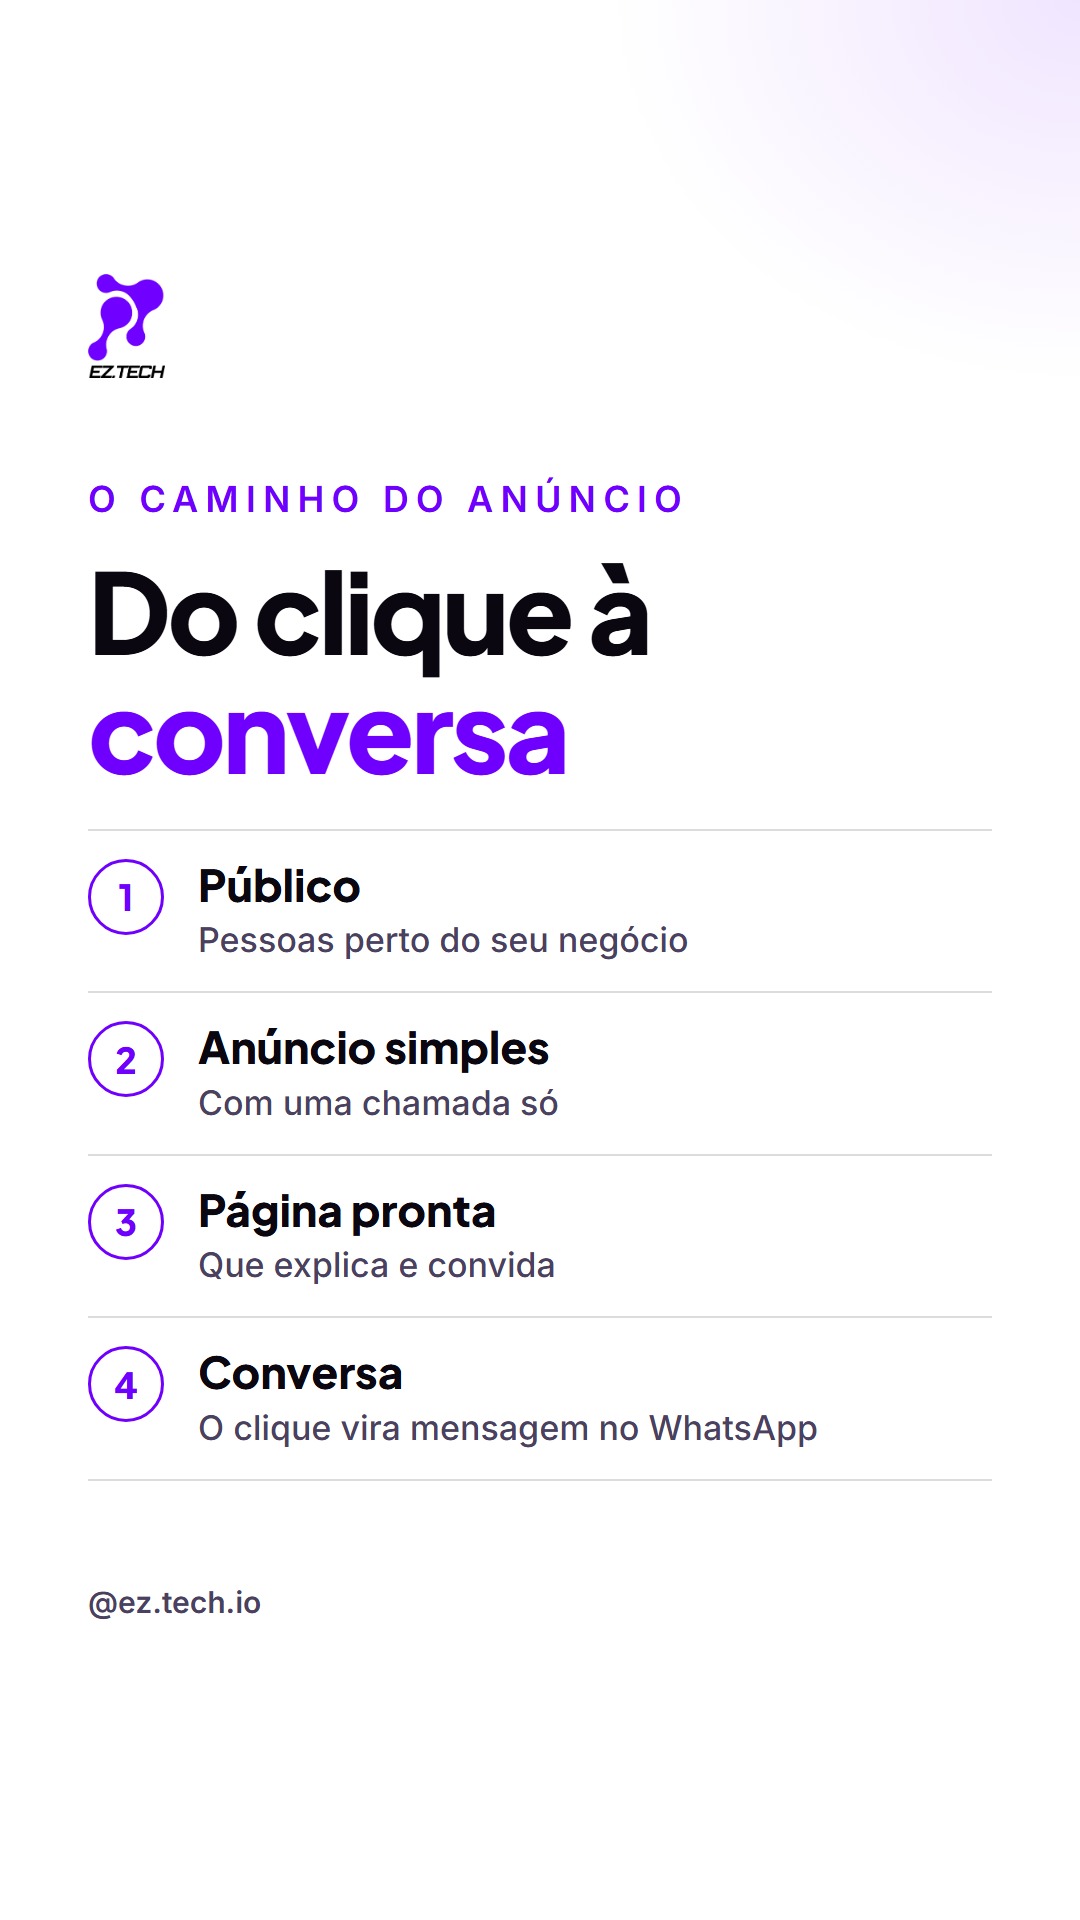 EZ.TECH
O CAMINHO DO ANÚNCIO
Do clique à
conversa
1
Público
Pessoas perto do seu negócio
2
Anúncio simples
Com uma chamada só
3
Página pronta
Que explica e convida
4
Conversa
O clique vira mensagem no WhatsApp
@ez.tech.io